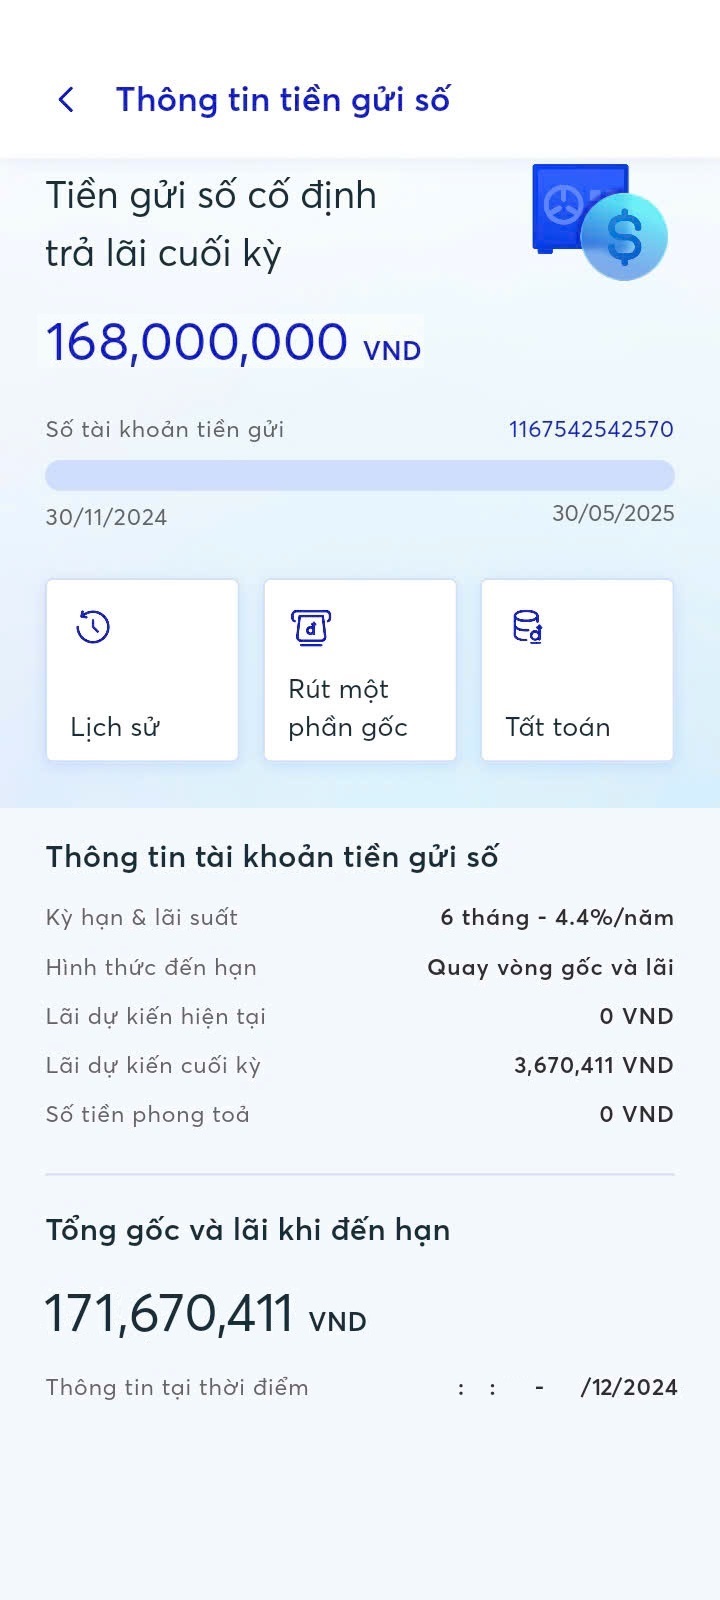 Thông tin tiền gửi số
Tiền gửi số cố định
trả lãi cuối kỳ
$
168,000,000 VND
Số tài khoản tiền gửi 1167542542570
30/11/2024 30/05/2025
Lịch sử
Rút một
phần gốc
Tất toán
Thông tin tài khoản tiền gửi số
Kỳ hạn & lãi suất 6 tháng - 4.4%/năm
Hình thức đến hạn Quay vòng gốc và lãi
Lãi dự kiến hiện tại 0 VND
Lãi dự kiến cuối kỳ 3,670,411 VND
Số tiền phong toả 0 VND
Tổng gốc và lãi khi đến hạn
171,670,411 VND
Thông tin tại thời điểm : : - /12/2024